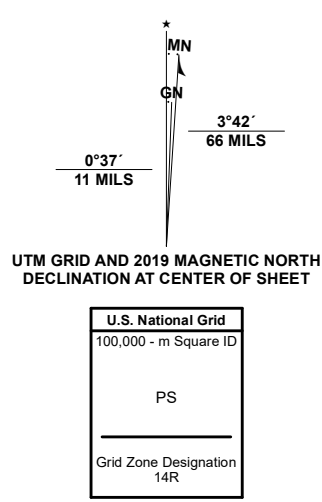 ★
MN
GN
3°42´
66 MILS
0°37´
11 MILS
UTM GRID AND 2019 MAGNETIC NORTH
DECLINATION AT CENTER OF SHEET
U.S. National Grid
100,000 - m Square ID
PS
Grid Zone Designation
14R